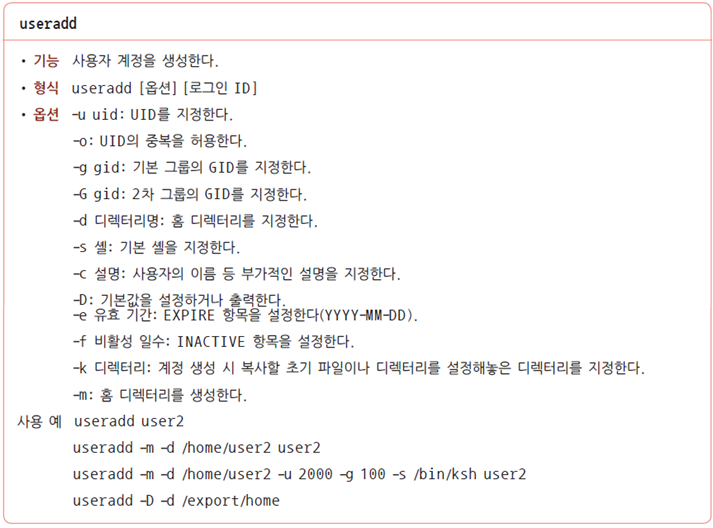 useradd
• 기능 사용자 계정을 생성한다.
• 형식 useradd [옵션] [로그인 ID]
• 옵션 -u uid: UID를 지정한다.
-o: UID의 중복을 허용한다.
-g gid: 기본 그룹의 GID를 지정한다.
-G gid: 2차 그룹의 GID를 지정한다.
-d 디렉터리명: 홈 디렉터리를 지정한다.
-s 셸: 기본 셸을 지정한다.
-c 설명: 사용자의 이름 등 부가적인 설명을 지정한다.
-D: 기본값을 설정하거나 출력한다.
-e 유효 기간: EXPIRE 항목을 설정한다(YYYY-MM-DD).
-f 비활성 일수: INACTIVE 항목을 설정한다.
-k 디렉터리: 계정 생성 시 복사할 초기 파일이나 디렉터리를 설정해놓은 디렉터리를 지정한다.
-m: 홈 디렉터리를 생성한다.
사용 예 useradd user2
useradd -m -d /home/user2 user2
useradd -m -d /home/user2 -u 2000 -g 100 -s /bin/ksh user2
useradd -D -d /export/home